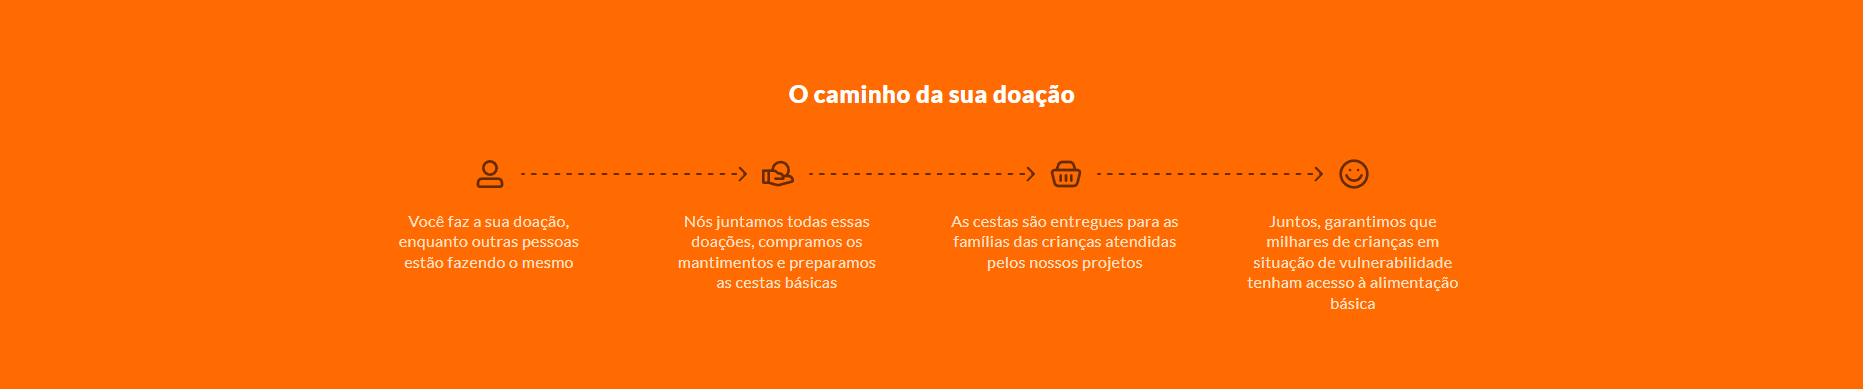 O caminho da sua doação
Você faz a sua doação,
enquanto outras pessoas
estão fazendo o mesmo
Nós juntamos todas essas
doações, compramos os
mantimentos e preparamos
as cestas básicas
As cestas são entregues para as
famílias das crianças atendidas
pelos nossos projetos
Juntos, garantimos que
milhares de crianças em
situação de vulnerabilidade
tenham acesso à alimentação
básica